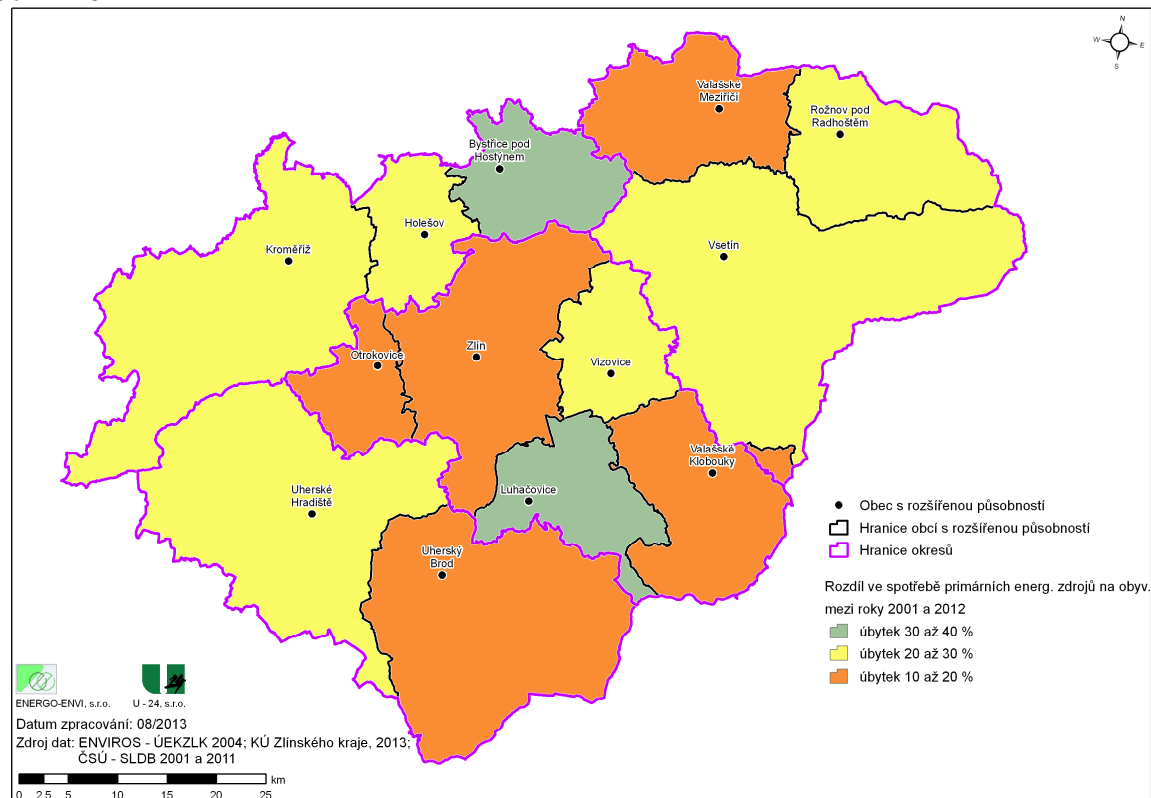 N
W
E
S
Valašské
Meziříčí
Rožnov pod
Radhoštěm
Bystřice pod
Hostýnem
Holešov
Kroměříž
Vsetín
Zlín
Otrokovice
Vizovice
Valašské
Klobouky
Luhačovice
Uherské
Hradiště
Uherský
Brod
Obec s rozšířenou působností
Hranice obcí s rozšířenou působností
Hranice okresů
Rozdíl ve spotřebě primárních energ. zdrojů na obyv.
mezi roky 2001 a 2012
úbytek 30 až 40 %
úbytek 20 až 30 %
úbytek 10 až 20 %
ENERGO-ENVI, s.r.o. U - 24, s.r.o.
Datum zpracování: 08/2013
Zdroj dat: ENVIROS - ÚEKZLK 2004; KÚ Zlínského kraje, 2013;
ČSÚ - SLDB 2001 a 2011
km
0 2,5 5 10 15 20 25